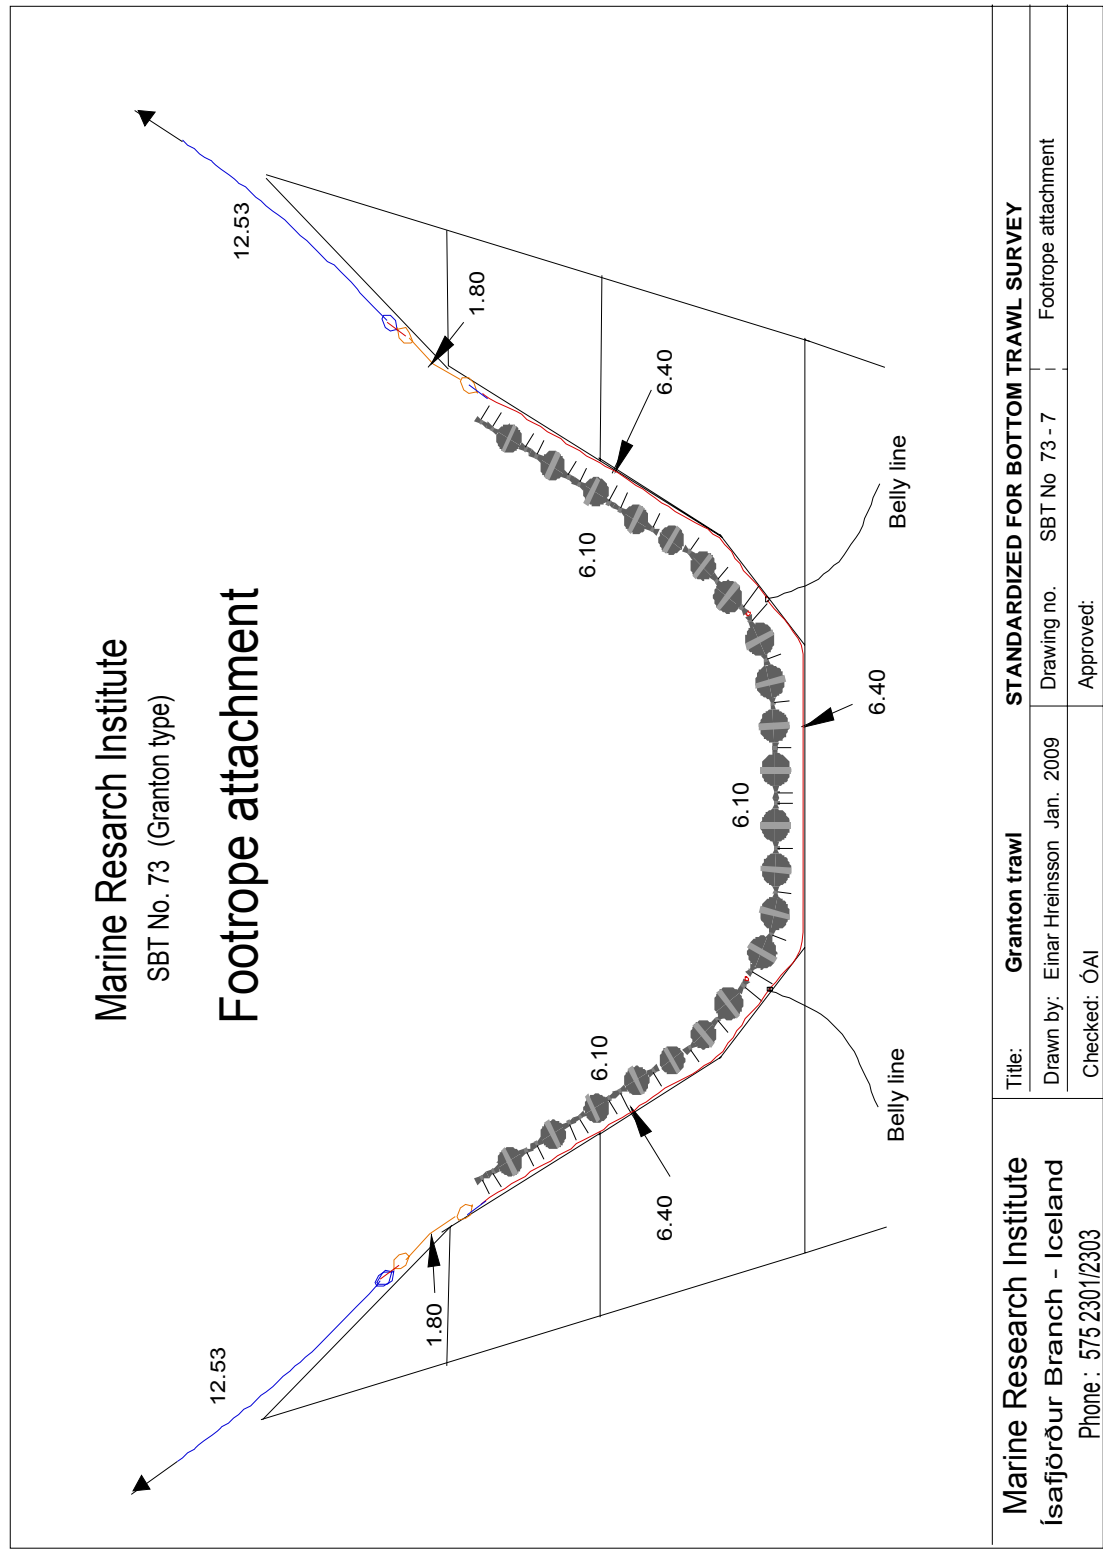 Marine Resarch Institute
SBT No. 73 (Granton type)
Footrope attachment
12.53
12.53
1.80
1.80
6.40
6.10
6.10
6.40
6.10
6.40
Belly line
Belly line
Marine Research Institute
Ísafjörður Branch - Iceland
Phone : 575 2301/2303
Title: Granton trawl STANDARDIZED FOR BOTTOM TRAWL SURVEY
Drawn by: Einar Hreinsson Jan. 2009 Drawing no. SBT No 73 - 7 Footrope attachment
Checked: ÓAI Approved: